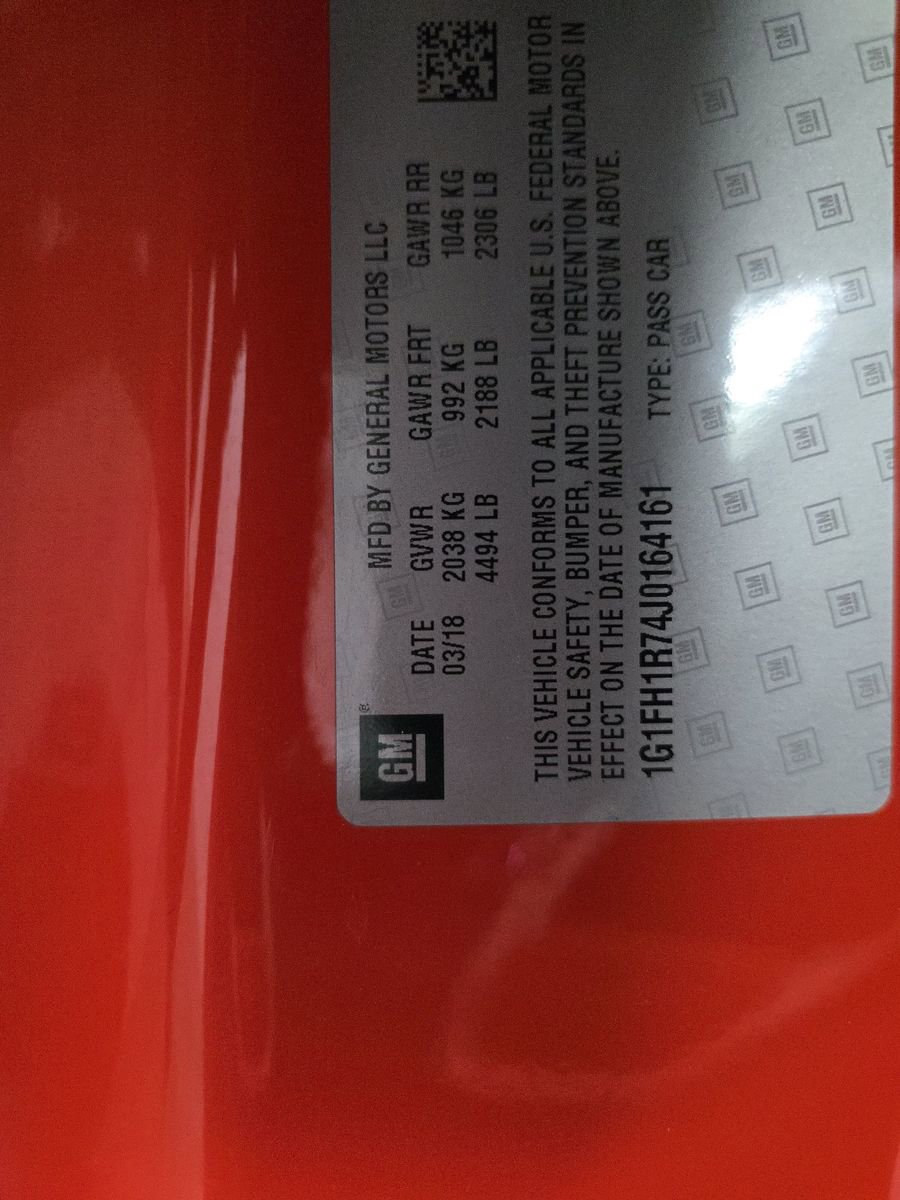 GM®
MFD BY GENERAL MOTORS LLC
DATE GVWR GAWR FRT GAWR RR
03/18 2038 KG 992 KG 1046 KG
4494 LB 2188 LB 2306 LB
THIS VEHICLE CONFORMS TO ALL APPLICABLE U.S. FEDERAL MOTOR
VEHICLE SAFETY, BUMPER, AND THEFT PREVENTION STANDARDS IN
EFFECT ON THE DATE OF MANUFACTURE SHOWN ABOVE.
1G1FH1R74J0164161 TYPE: PASS CAR